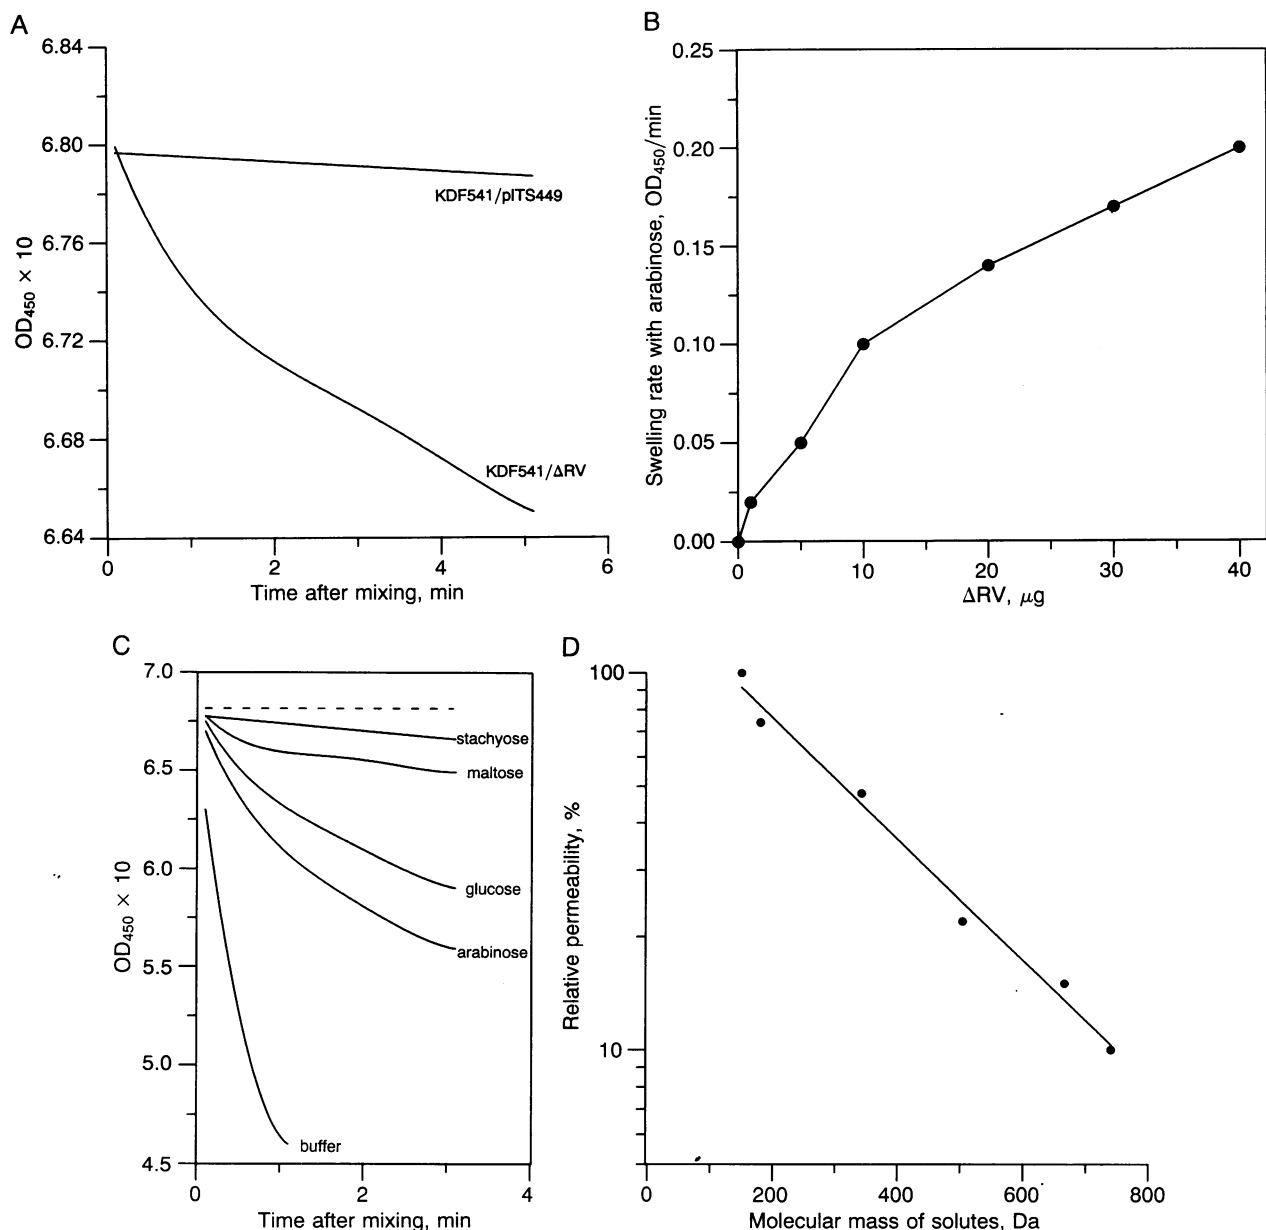 A
6.84
6.80
6.76
6.72
6.68
6.64
OD450 × 10
KDF541/pITS449
KDF541/ΔRV
0 2 4 6
Time after mixing, min
B
0.25
0.20
0.15
0.10
0.05
0.00
Swelling rate with arabinose, OD450/min
0 10 20 30 40
ΔRV, μg
C
7.0
6.5
6.0
5.5
5.0
4.5
OD450 × 10
stachyose
maltose
glucose
arabinose
buffer
0 2 4
Time after mixing, min
D
100
10
Relative permeability, %
0 200 400 600 800
Molecular mass of solutes, Da